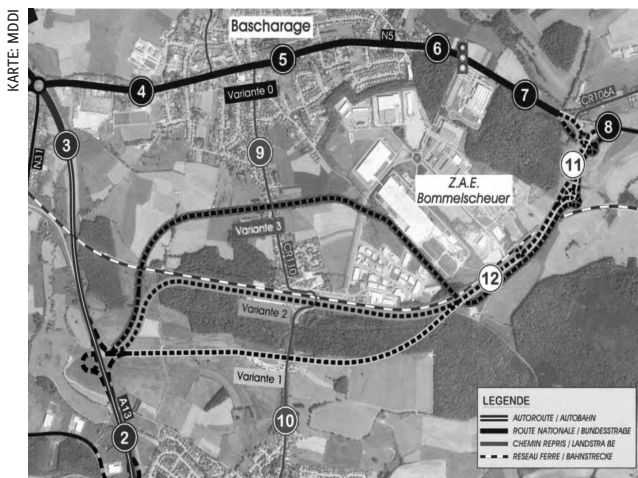 KARTE: MDDI
Bascharage
N5
6
5
4
Variante 0
7
CR106A
8
3
N31
9
11
Z.A.E.
Bommelscheuer
Variante 3
CR110
12
Variante 2
Variante 1
A13
2
10
LEGENDE
AUTOROUTE / AUTOBAHN
ROUTE NATIONALE / BUNDESSTRAßE
CHEMIN REPRIS / LANDSTRA ßE
RESEAU FERRE / BAHNSTRECKE